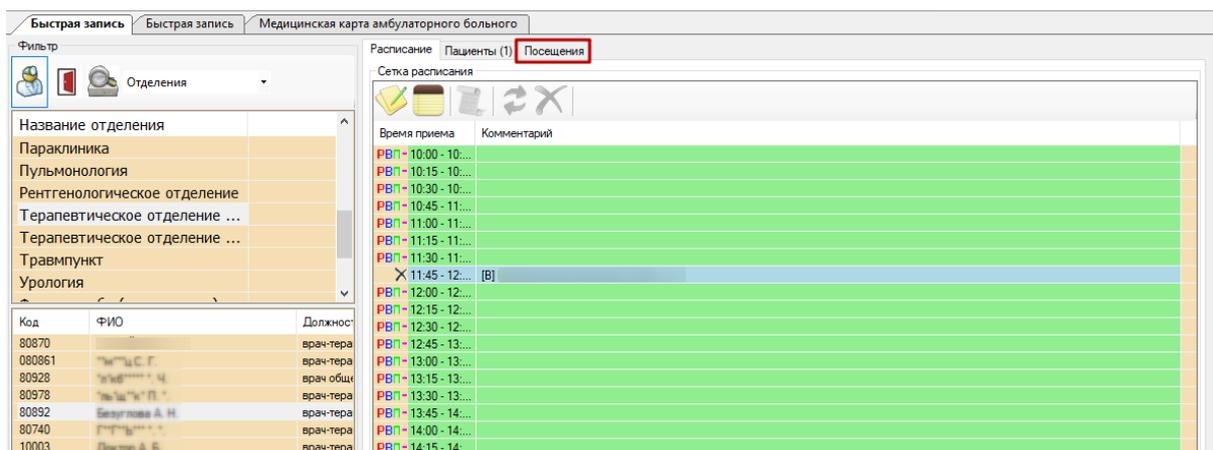 Быстрая запись Быстрая запись Медицинская карта амбулаторного больного
Фильтр
Отделения
Название отделения
Параклиника
Пульмонология
Рентгенологическое отделение
Терапевтическое отделение ...
Терапевтическое отделение ...
Травмпункт
Урология
Код ФИО Должност
80870 врач-тера
080861 С. Г. врач-тера
80928 Ч. врач обще
80978 П. врач-тера
80892 Безуглова А. Н. врач-тера
80740 врач-тера
10003 Доктор А. Б. врач-тера
Расписание Пациенты (1) Посещения
Сетка расписания
Время приема Комментарий
РВП- 10:00 - 10:...
РВП- 10:15 - 10:...
РВП- 10:30 - 10:...
РВП- 10:45 - 11:...
РВП- 11:00 - 11:...
РВП- 11:15 - 11:...
РВП- 11:30 - 11:...
11:45 - 12:... [В]
РВП- 12:00 - 12:...
РВП- 12:15 - 12:...
РВП- 12:30 - 12:...
РВП- 12:45 - 13:...
РВП- 13:00 - 13:...
РВП- 13:15 - 13:...
РВП- 13:30 - 13:...
РВП- 13:45 - 14:...
РВП- 14:00 - 14:...
РВП- 14:15 - 14:...